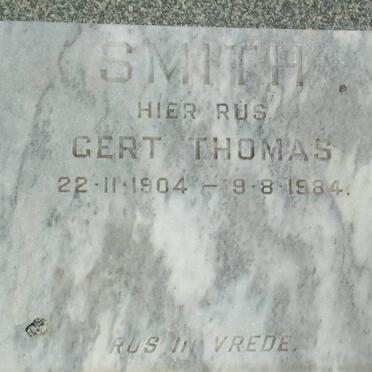 SMITH
HIER RUS
GERT THOMAS
22-11-1904 - 9-8-1984.
RUS IN VREDE.